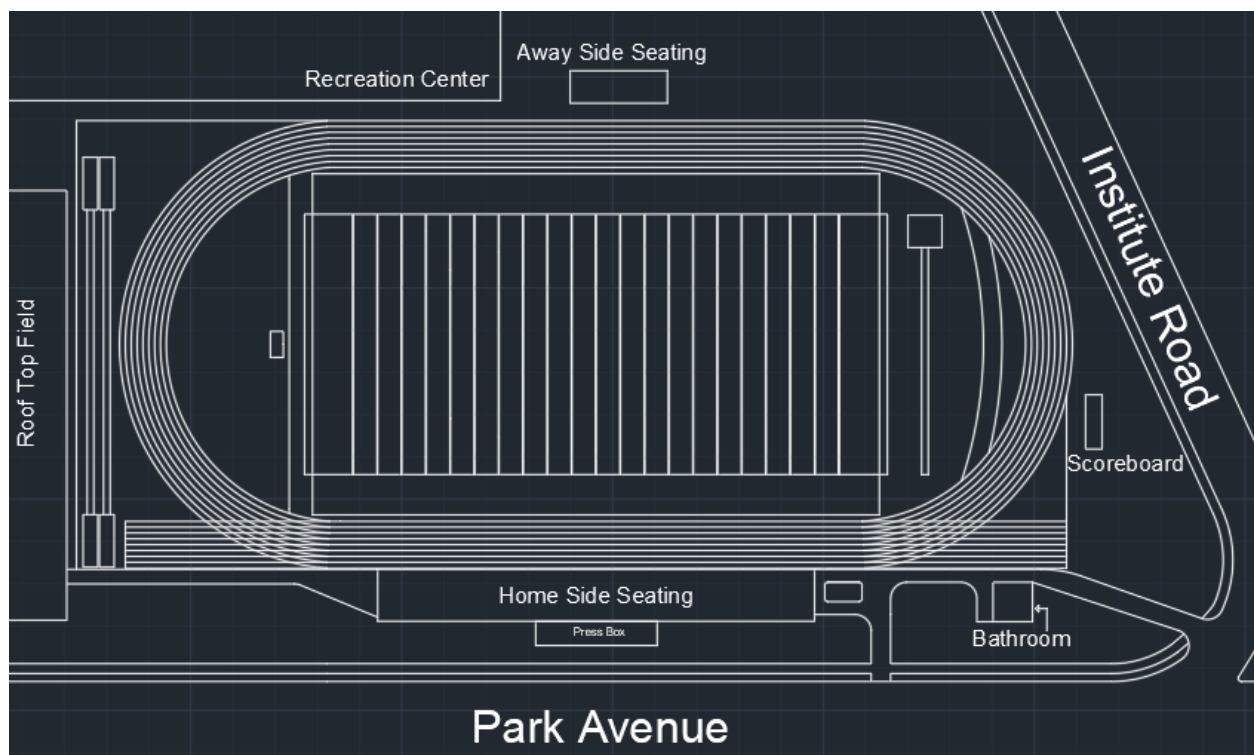 Away Side Seating
Recreation Center
Institute Road
Roof Top Field
Scoreboard
Home Side Seating
Press Box
Bathroom
Park Avenue